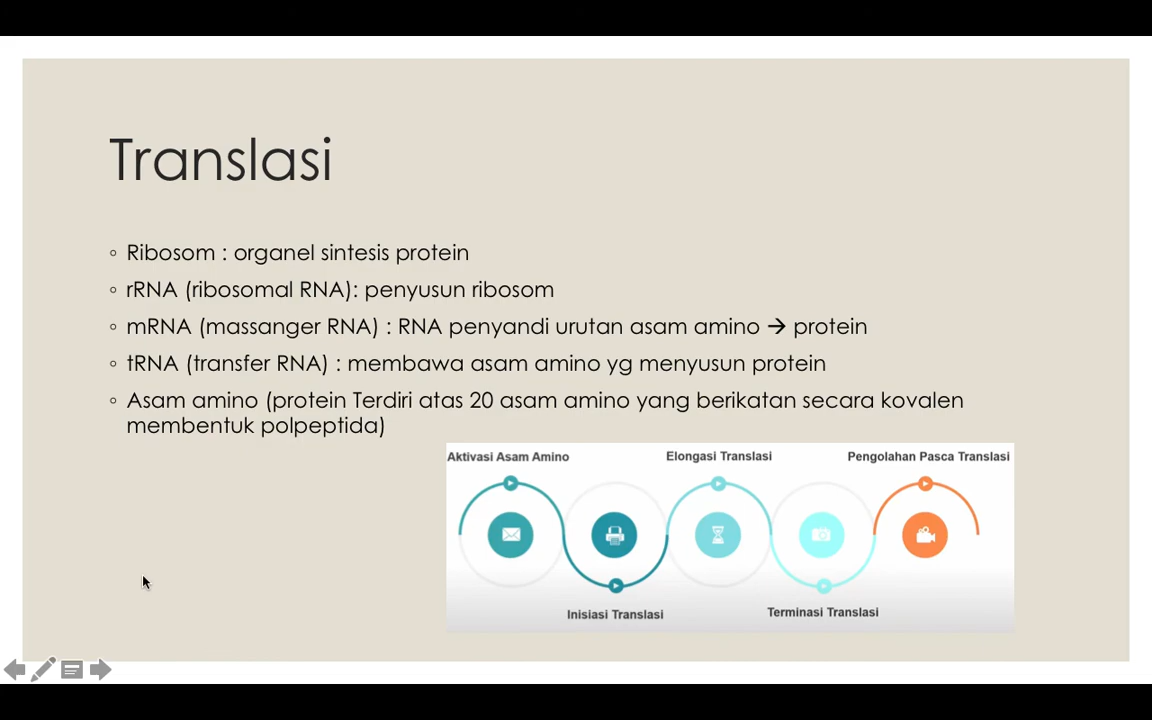 Translasi
Ribosom : organel sintesis protein
rRNA (ribosomal RNA): penyusun ribosom
mRNA (massanger RNA) : RNA penyandi urutan asam amino → protein
tRNA (transfer RNA) : membawa asam amino yg menyusun protein
Asam amino (protein Terdiri atas 20 asam amino yang berikatan secara kovalen
membentuk polpeptida)
Aktivasi Asam Amino
Elongasi Translasi
Pengolahan Pasca Translasi
Inisiasi Translasi
Terminasi Translasi